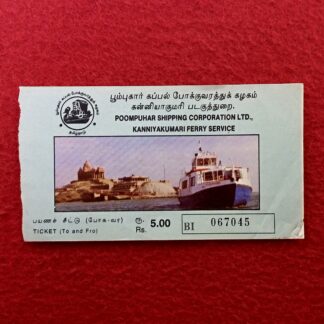 பூம்புகார் கப்பல் போக்குவரத்துக் கழகம்
கன்னியாகுமரி படகுத்துறை.
POOMPUHAR SHIPPING CORPORATION LTD.,
KANNIYAKUMARI FERRY SERVICE
பயணச் சீட்டு (போக-வர) ரூ.
TICKET (To and Fro) Rs. 5.00
BI 067045